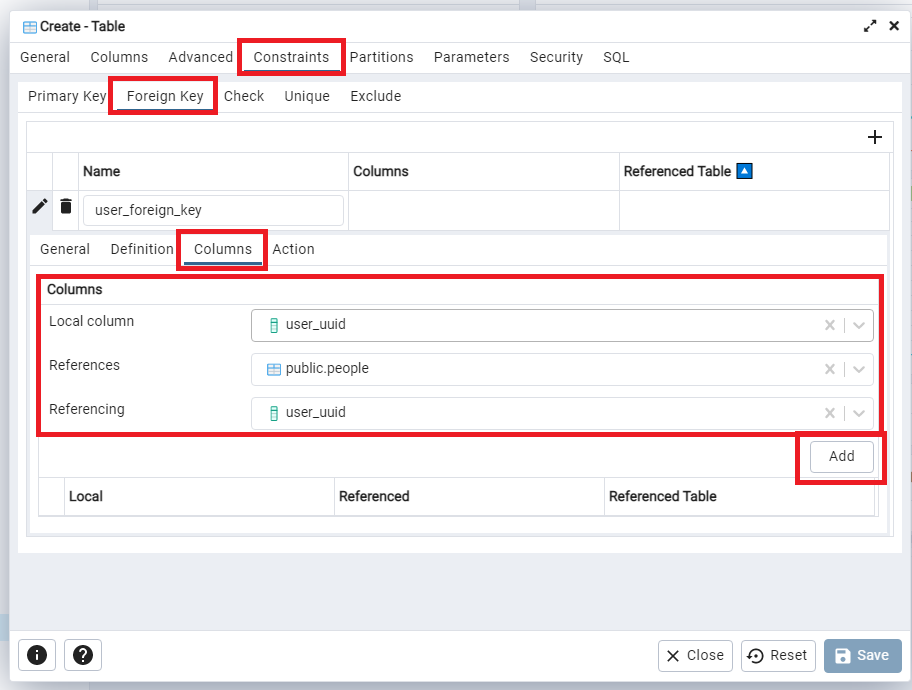 Create - Table
General Columns Advanced Constraints Partitions Parameters Security SQL
Primary Key Foreign Key Check Unique Exclude
Name Columns Referenced Table
user_foreign_key
General Definition Columns Action
Columns
Local column user_uuid
References public.people
Referencing user_uuid
Add
Local Referenced Referenced Table
Close Reset Save